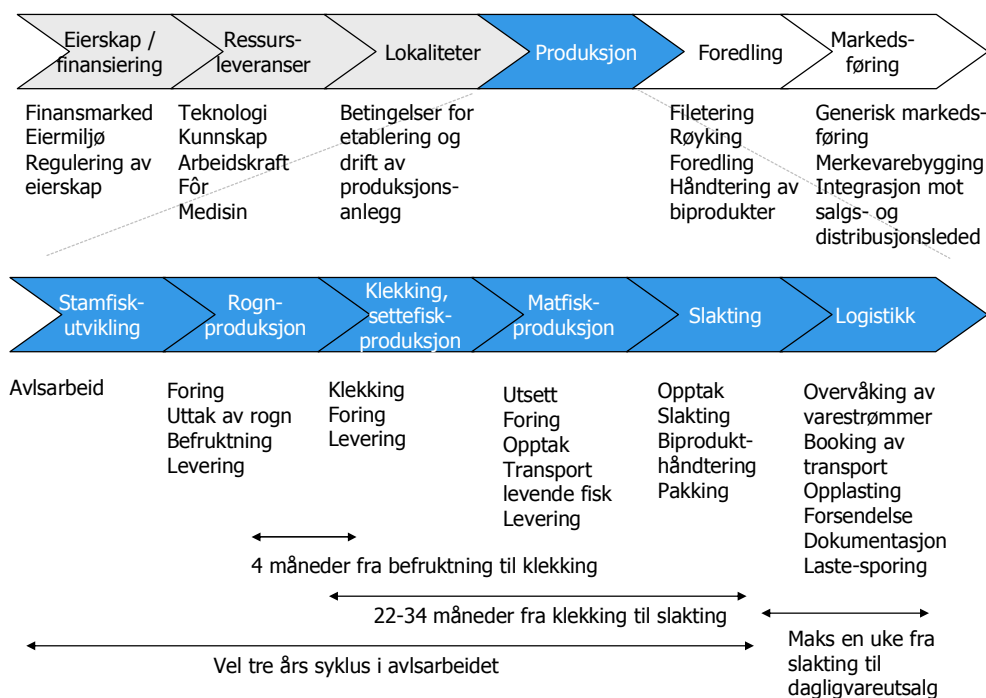 Eierskap /
finansiering
Ressurs-
leveranser
Lokaliteter
Produksjon
Foredling
Markeds-
føring
Finansmarked
Eiermiljø
Regulering av
eierskap
Teknologi
Kunnskap
Arbeidskraft
Fôr
Medisin
Betingelser for
etablering og
drift av
produksjons-
anlegg
Filetering
Røyking
Foredling
Håndtering av
biprodukter
Generisk markeds-
føring
Merkevarebygging
Integrasjon mot
salgs- og
distribusjonsleded
Stamfisk-
utvikling
Rogn-
produksjon
Klekking,
settefisk-
produksjon
Matfisk-
produksjon
Slakting
Logistikk
Avlsarbeid
Foring
Uttak av rogn
Befruktning
Levering
Klekking
Foring
Levering
Utsett
Foring
Opptak
Transport
levende fisk
Levering
Opptak
Slakting
Biprodukt-
håndtering
Pakking
Overvåking av
varestrømmer
Booking av
transport
Opplasting
Forsendelse
Dokumentasjon
Laste-sporing
4 måneder fra befruktning til klekking
22-34 måneder fra klekking til slakting
Vel tre års syklus i avlsarbeidet
Maks en uke fra
slakting til
dagligvareutsalg